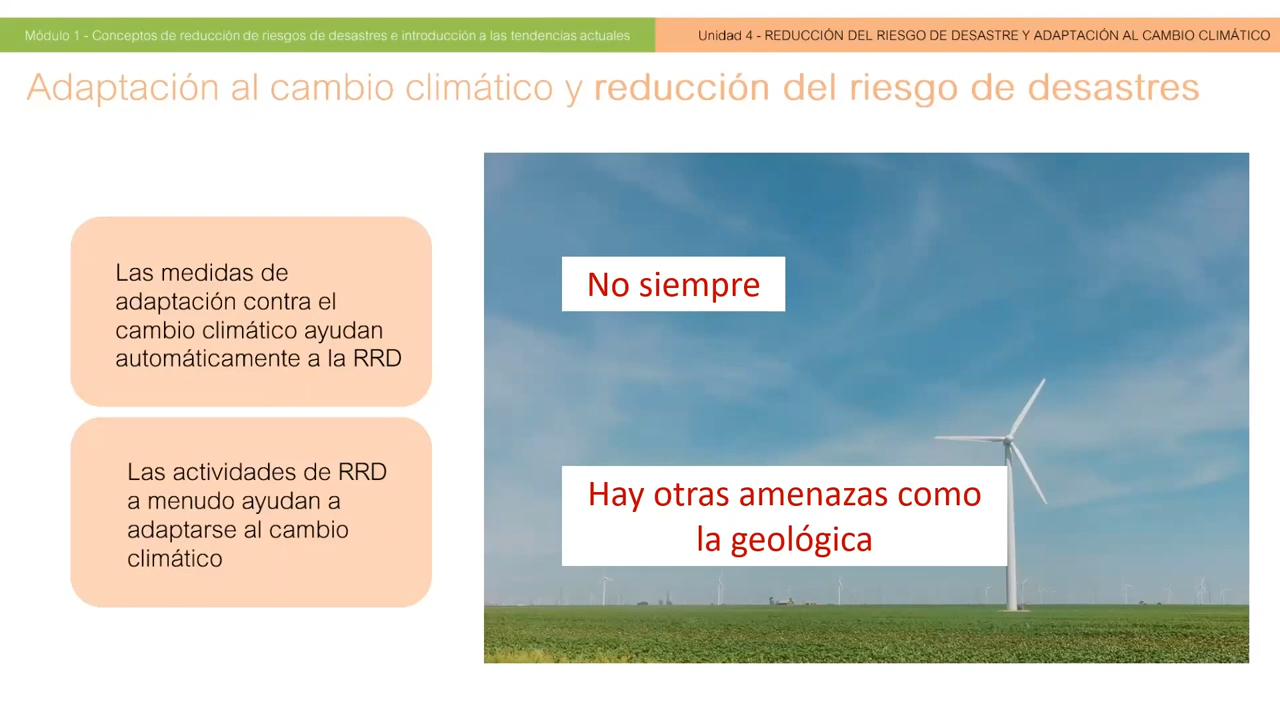 Módulo 1 - Conceptos de reducción de riesgos de desastres e introducción a las tendencias actuales
Unidad 4 - REDUCCIÓN DEL RIESGO DE DESASTRE Y ADAPTACIÓN AL CAMBIO CLIMÁTICO
Adaptación al cambio climático y reducción del riesgo de desastres
Las medidas de
adaptación contra el
cambio climático ayudan
automáticamente a la RRD
No siempre
Las actividades de RRD
a menudo ayudan a
adaptarse al cambio
climático
Hay otras amenazas como
la geológica